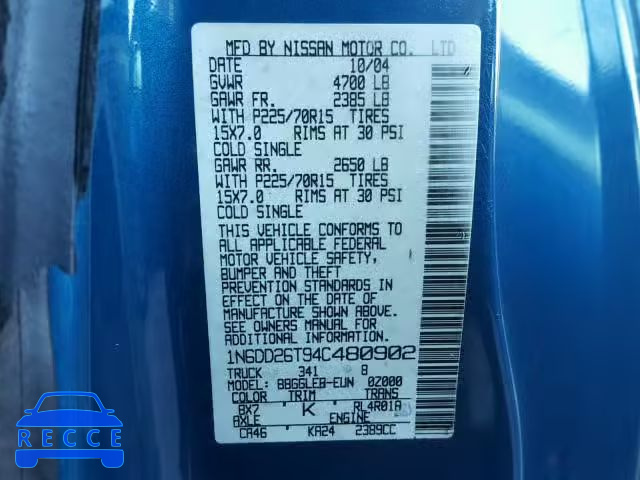 MFD BY NISSAN MOTOR CO. LTD
DATE 10/04
GVWR 4700 LB
GAWR FR. 2385 LB
WITH P225/70R15 TIRES
15X7.0 RIMS AT 30 PSI
COLD SINGLE
GAWR RR. 2650 LB
WITH P225/70R15 TIRES
15X7.0 RIMS AT 30 PSI
COLD SINGLE
THIS VEHICLE CONFORMS TO
ALL APPLICABLE FEDERAL
MOTOR VEHICLE SAFETY,
BUMPER AND THEFT
PREVENTION STANDARDS IN
EFFECT ON THE DATE OF
MANUFACTURE SHOWN ABOVE.
SEE OWNERS MANUAL FOR
ADDITIONAL INFORMATION.
1N6DD26T94C480902
TRUCK 341 8
MODEL: BBGGLEB-EUN 0Z000
COLOR TRIM TRANS
BX7 K RL4R01A
AXLE ENGINE
CA46 KA24 2389CC
RECCE